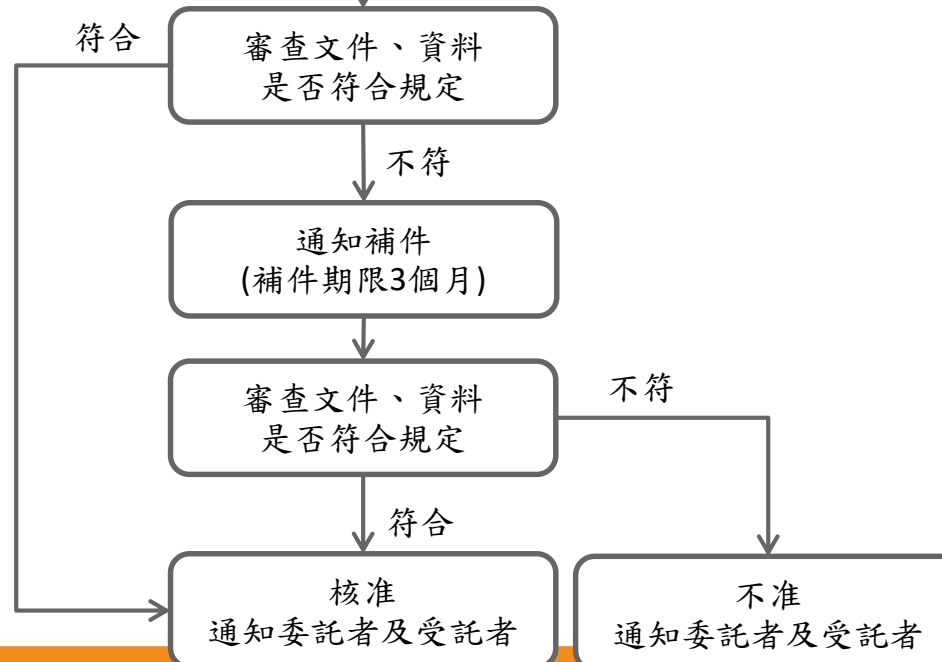 符合
審查文件、資料
是否符合規定
不符
通知補件
(補件期限3個月)
審查文件、資料
是否符合規定
不符
符合
核准
通知委託者及受託者
不准
通知委託者及受託者